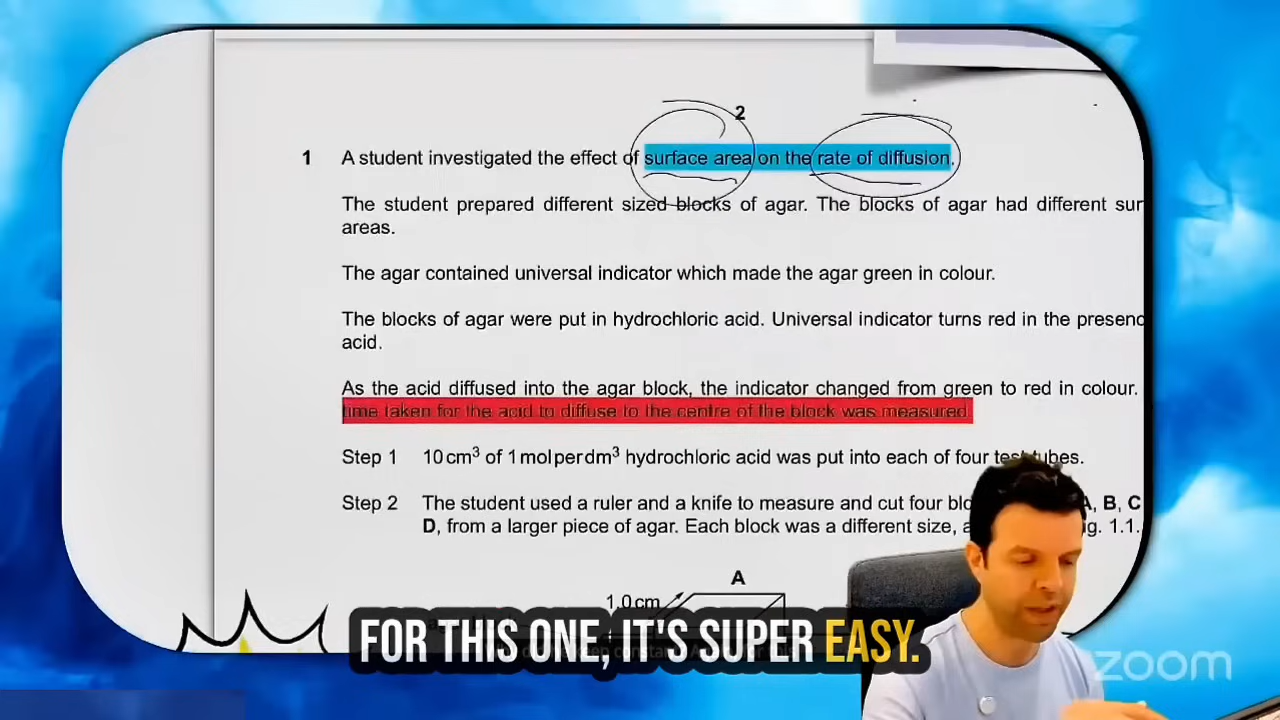 2
1 A student investigated the effect of surface area on the rate of diffusion.
The student prepared different sized blocks of agar. The blocks of agar had different sur
areas.
The agar contained universal indicator which made the agar green in colour.
The blocks of agar were put in hydrochloric acid. Universal indicator turns red in the presenc
acid.
As the acid diffused into the agar block, the indicator changed from green to red in colour.
time taken for the acid to diffuse to the centre of the block was measured.
Step 1 10 cm³ of 1 mol per dm³ hydrochloric acid was put into each of four test-tubes.
Step 2 The student used a ruler and a knife to measure and cut four blo A, B, C
D, from a larger piece of agar. Each block was a different size, a g. 1.1.
A
1.0 cm
FOR THIS ONE, IT'S SUPER EASY.
zoom